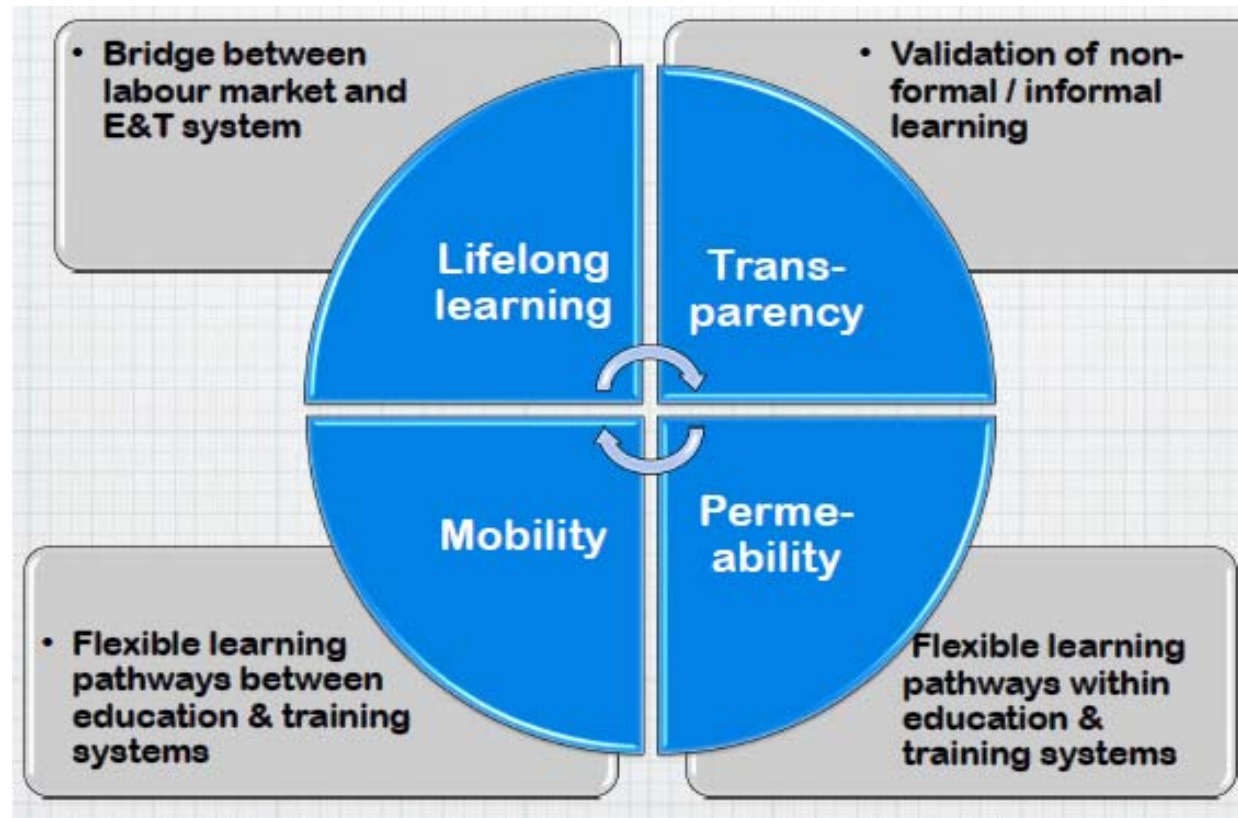 • Bridge between
labour market and
E&T system
• Validation of non-
formal / informal
learning
Lifelong
learning
Trans-
parency
Mobility
Perme-
ability
• Flexible learning
pathways between
education & training
systems
Flexible learning
pathways within
education &
training systems